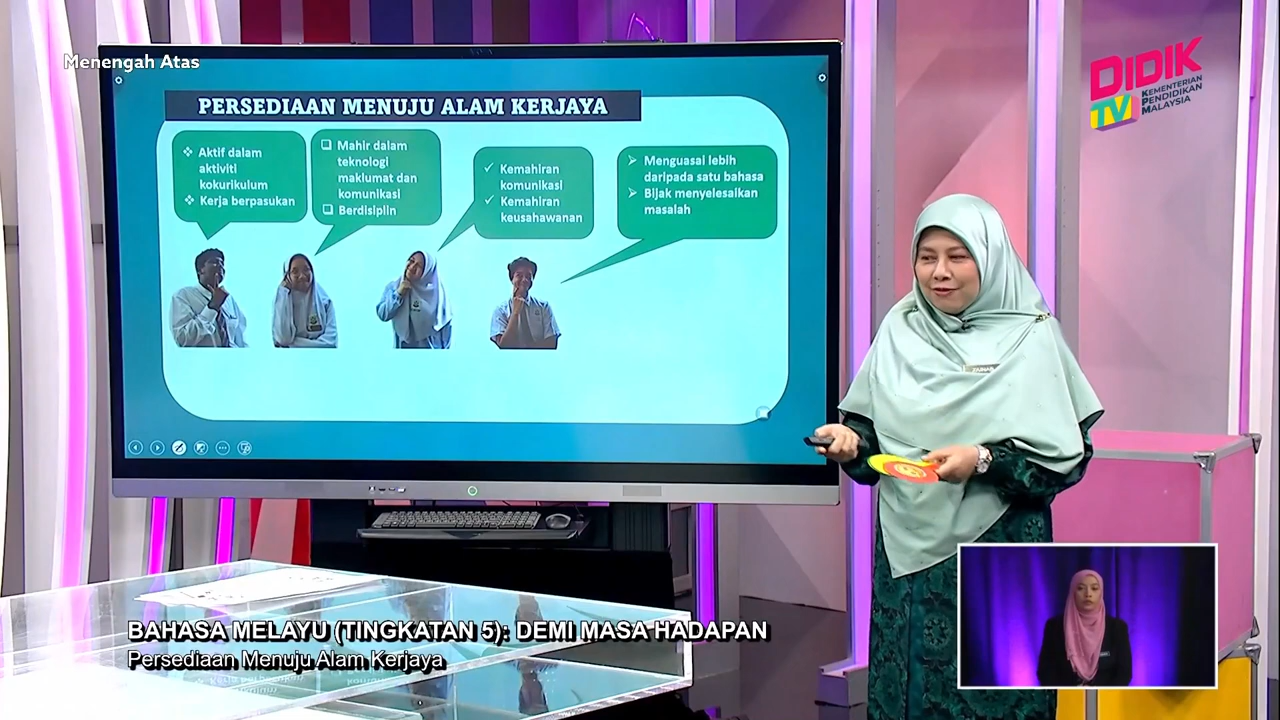 Menengah Atas
DIDIK
TV
KEMENTERIAN
PENDIDIKAN
MALAYSIA
PERSEDIAAN MENUJU ALAM KERJAYA
❖ Aktif dalam
aktiviti
kokurikulum
❖ Kerja berpasukan
❑ Mahir dalam
teknologi
maklumat dan
komunikasi
❑ Berdisiplin
✓ Kemahiran
komunikasi
✓ Kemahiran
keusahawanan
➢ Menguasai lebih
daripada satu bahasa
➢ Bijak menyelesaikan
masalah
BAHASA MELAYU (TINGKATAN 5): DEMI MASA HADAPAN
Persediaan Menuju Alam Kerjaya